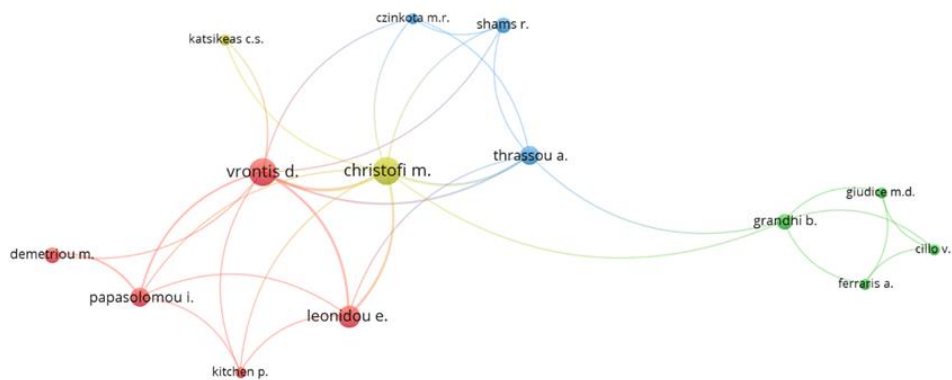 czinkota m.r.
shams r.
katsikeas c.s.
thrassou a.
vrontis d.
christofi m.
giudice m.d.
grandhi b.
cillo v.
demetriou m.
ferraris a.
papasolomou i.
leonidou e.
kitchen p.